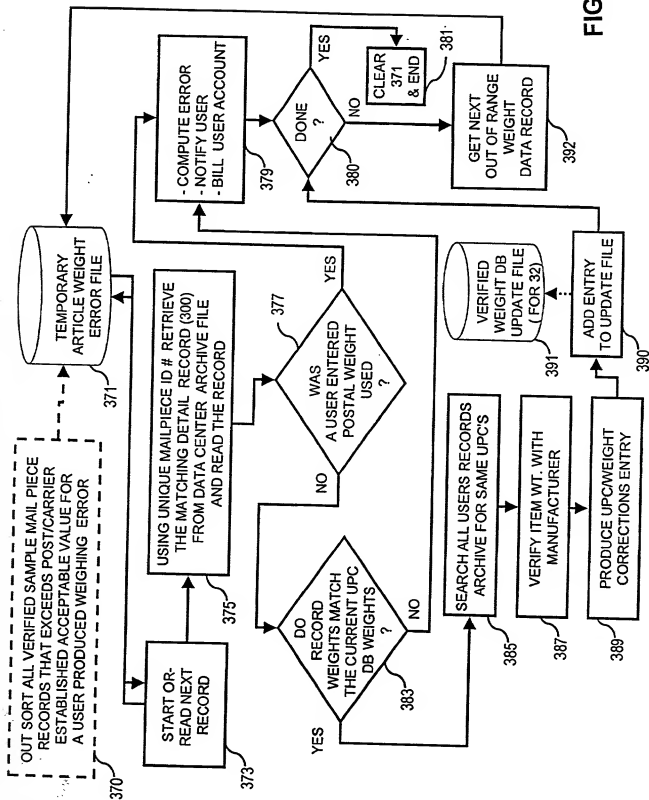 OUT SORT ALL VERIFIED SAMPLE MAIL PIECE
RECORDS THAT EXCEEDS POST/CARRIER
ESTABLISHED ACCEPTABLE VALUE FOR
A USER PRODUCED WEIGHING ERROR
370
TEMPORARY
ARTICLE WEIGHT
ERROR FILE
371
START OR-
READ NEXT
RECORD
373
USING UNIQUE MAILPIECE ID # RETRIEVE
THE MATCHING DETAIL RECORD (300)
FROM DATA CENTER ARCHIVE FILE
AND READ THE RECORD
375
WAS
A USER ENTERED
POSTAL WEIGHT
USED
?
377
YES
NO
- COMPUTE ERROR
- NOTIFY USER
- BILL USER ACCOUNT
379
DONE
?
380
YES
NO
CLEAR
371
& END
381
GET NEXT
OUT OF RANGE
WEIGHT
DATA RECORD
392
DO
RECORD
WEIGHTS MATCH
THE CURRENT UPC
DB WEIGHTS
?
383
YES
NO
SEARCH ALL USERS RECORDS
ARCHIVE FOR SAME UPC'S
385
VERIFY ITEM WT. WITH
MANUFACTURER
387
PRODUCE UPC/WEIGHT
CORRECTIONS ENTRY
389
ADD ENTRY
TO UPDATE FILE
390
VERIFIED
WEIGHT DB
UPDATE FILE
( FOR 32)
391
FIG